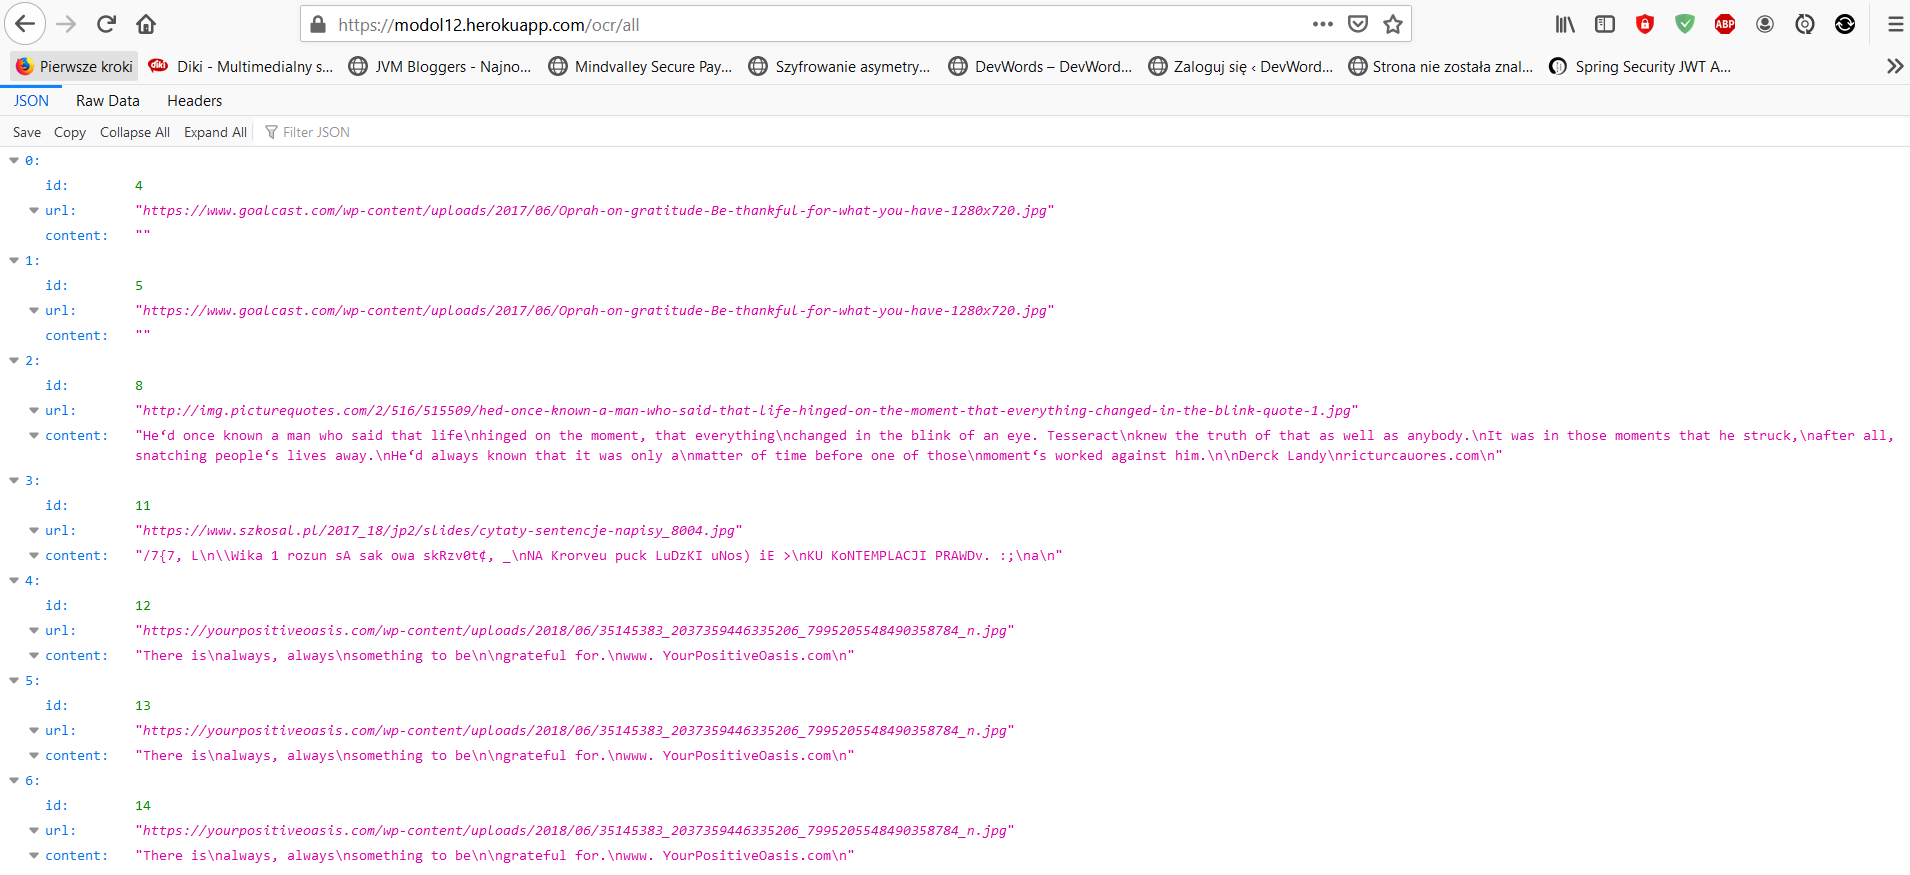 https://modol12.herokuapp.com/ocr/all
ABP
Pierwsze kroki
diki Diki - Multimedialny s...
JVM Bloggers - Najno...
Mindvalley Secure Pay...
Szyfrowanie asymetry...
DevWords – DevWord...
Zaloguj się ‹ DevWord...
Strona nie została znal...
Spring Security JWT A...
JSON Raw Data Headers
Save Copy Collapse All Expand All Filter JSON
0:
id: 4
url: "https://www.goalcast.com/wp-content/uploads/2017/06/Oprah-on-gratitude-Be-thankful-for-what-you-have-1280x720.jpg"
content: ""
1:
id: 5
url: "https://www.goalcast.com/wp-content/uploads/2017/06/Oprah-on-gratitude-Be-thankful-for-what-you-have-1280x720.jpg"
content: ""
2:
id: 8
url: "http://img.picturequotes.com/2/516/515509/hed-once-known-a-man-who-said-that-life-hinged-on-the-moment-that-everything-changed-in-the-blink-quote-1.jpg"
content: "He‘d once known a man who said that life\nhinged on the moment, that everything\nchanged in the blink of an eye. Tesseract\nknew the truth of that as well as anybody.\nIt was in those moments that he struck,\nafter all,
snatching people‘s lives away.\nHe‘d always known that it was only a\nmatter of time before one of those\nmoment‘s worked against him.\n\nDerck Landy\nricturcauores.com\n"
3:
id: 11
url: "https://www.szkosal.pl/2017_18/jp2/slides/cytaty-sentencje-napisy_8004.jpg"
content: "/7{7, L\n\\Wika 1 rozun sA sak owa skRzv0t¢, _\nNA Krorveu puck LuDzKI uNos) iE >\nKU KoNTEMPLACJI PRAWDv. :;\na\n"
4:
id: 12
url: "https://yourpositiveoasis.com/wp-content/uploads/2018/06/35145383_2037359446335206_7995205548490358784_n.jpg"
content: "There is\nalways, always\nsomething to be\n\ngrateful for.\nwww. YourPositiveOasis.com\n"
5:
id: 13
url: "https://yourpositiveoasis.com/wp-content/uploads/2018/06/35145383_2037359446335206_7995205548490358784_n.jpg"
content: "There is\nalways, always\nsomething to be\n\ngrateful for.\nwww. YourPositiveOasis.com\n"
6:
id: 14
url: "https://yourpositiveoasis.com/wp-content/uploads/2018/06/35145383_2037359446335206_7995205548490358784_n.jpg"
content: "There is\nalways, always\nsomething to be\n\ngrateful for.\nwww. YourPositiveOasis.com\n"